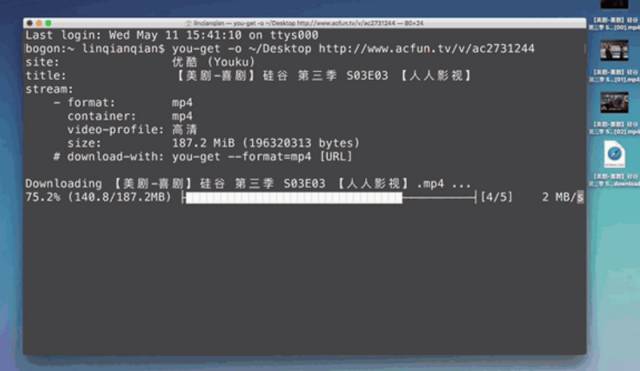 linqianqian — you-get -o ~/Desktop http://www.acfun.tv/v/ac2731244 — 80×24
Last login: Wed May 11 15:41:10 on ttys000
bogon:~ linqianqian$ you-get -o ~/Desktop http://www.acfun.tv/v/ac2731244
site: 优酷 (Youku)
title: 【美剧-喜剧】硅谷 第三季 S03E03 【人人影视】
stream:
- format: mp4
container: mp4
video-profile: 高清
size: 187.2 MiB (196320313 bytes)
# download-with: you-get --format=mp4 [URL]
Downloading 【美剧-喜剧】硅谷 第三季 S03E03 【人人影视】.mp4 ...
75.2% (140.8/187.2MB) [4/5] 2 MB/s
【美剧-喜剧】硅谷
第三季 S...[00].mp4
【美剧-喜剧】硅谷
第三季 S...[01].mp4
【美剧-喜剧】硅谷
第三季 S...[02].mp4
【美剧-喜剧】硅谷
第三季 S....download